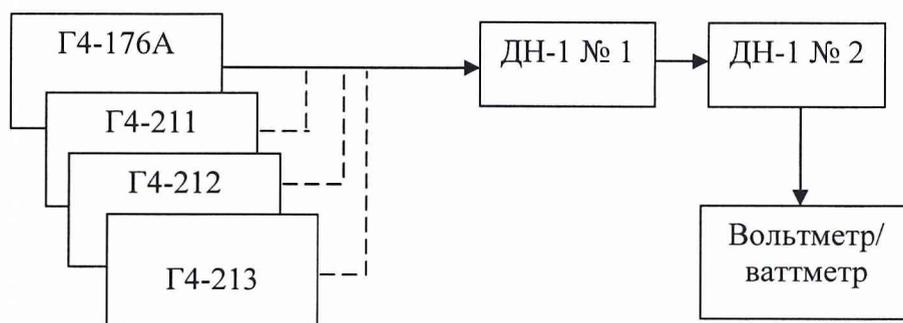 Г4-176А
ДН-1 № 1
ДН-1 № 2
Г4-211
Г4-212
Г4-213
Вольтметр/
ваттметр